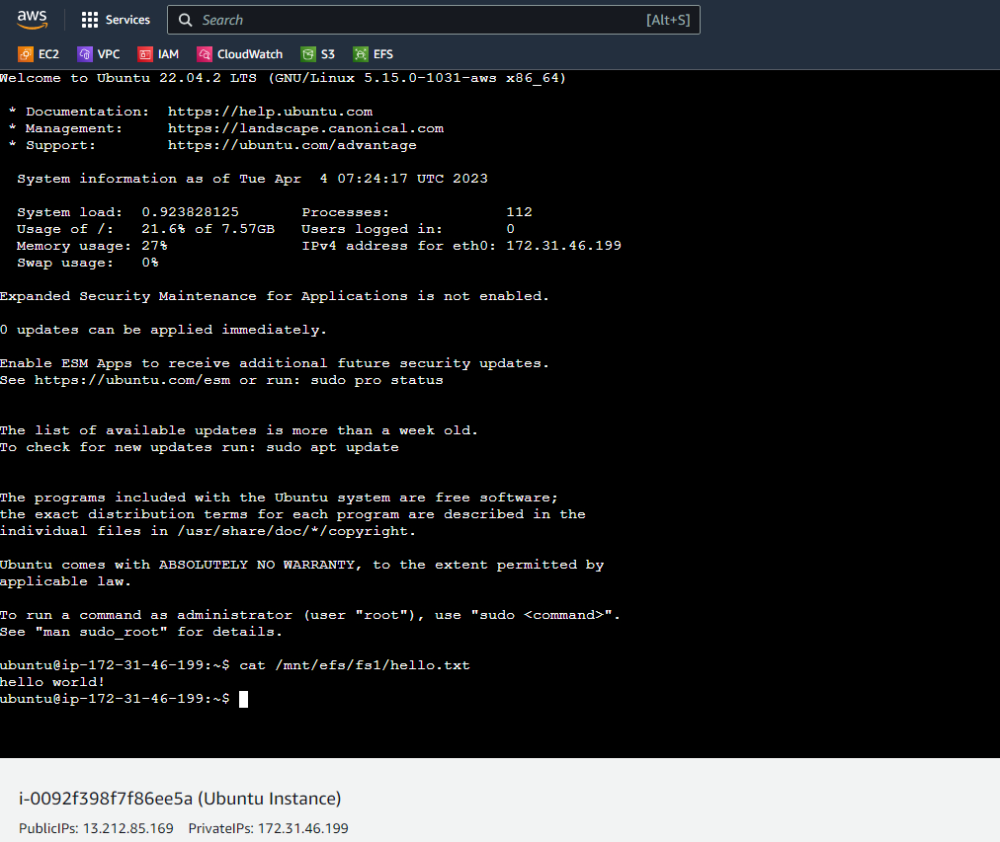 aws
Services
Search [Alt+S]
EC2 VPC IAM CloudWatch S3 EFS
Welcome to Ubuntu 22.04.2 LTS (GNU/Linux 5.15.0-1031-aws x86_64)
* Documentation: https://help.ubuntu.com
* Management: https://landscape.canonical.com
* Support: https://ubuntu.com/advantage
System information as of Tue Apr 4 07:24:17 UTC 2023
System load: 0.923828125 Processes: 112
Usage of /: 21.6% of 7.57GB Users logged in: 0
Memory usage: 27% IPv4 address for eth0: 172.31.46.199
Swap usage: 0%
Expanded Security Maintenance for Applications is not enabled.
0 updates can be applied immediately.
Enable ESM Apps to receive additional future security updates.
See https://ubuntu.com/esm or run: sudo pro status
The list of available updates is more than a week old.
To check for new updates run: sudo apt update
The programs included with the Ubuntu system are free software;
the exact distribution terms for each program are described in the
individual files in /usr/share/doc/*/copyright.
Ubuntu comes with ABSOLUTELY NO WARRANTY, to the extent permitted by
applicable law.
To run a command as administrator (user "root"), use "sudo <command>".
See "man sudo_root" for details.
ubuntu@ip-172-31-46-199:~$ cat /mnt/efs/fs1/hello.txt
hello world!
ubuntu@ip-172-31-46-199:~$
i-0092f398f7f86ee5a (Ubuntu Instance)
PublicIPs: 13.212.85.169 PrivateIPs: 172.31.46.199